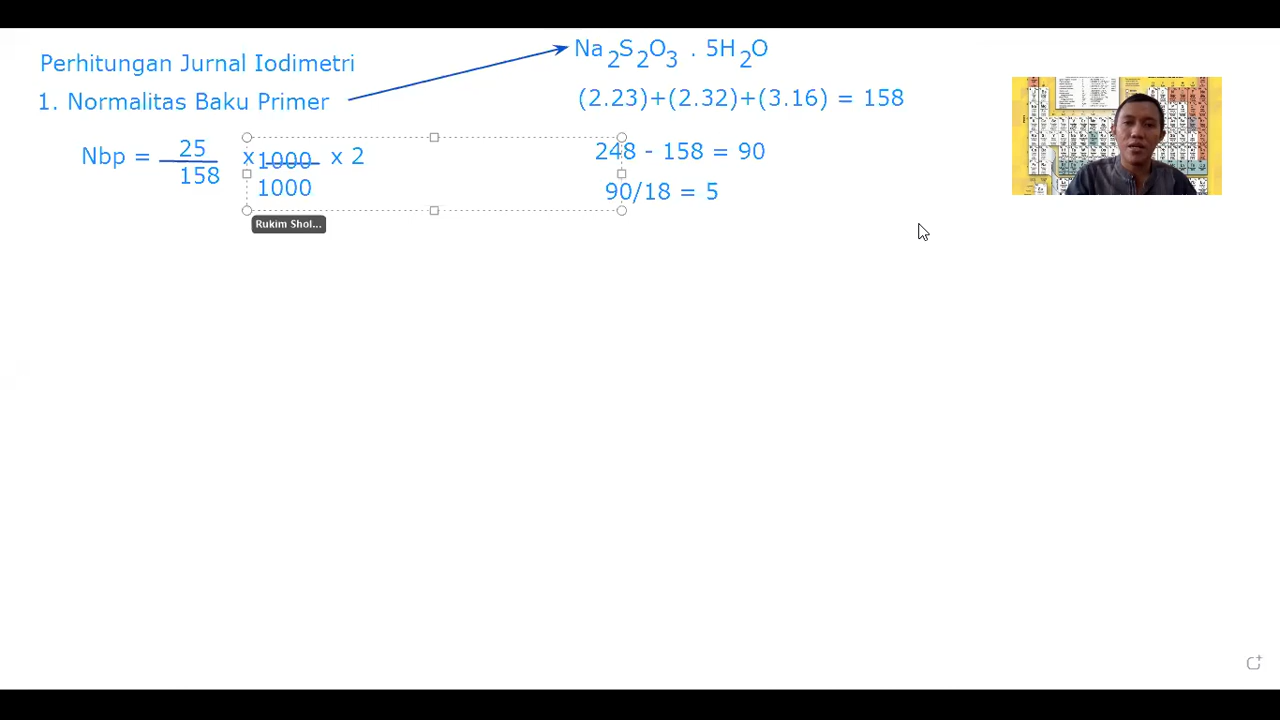 Perhitungan Jurnal Iodimetri
1. Normalitas Baku Primer
Nbp = 25 x 1000 x 2
158 1000
Rukim Shol...
Na2S2O3 . 5H2O
(2.23)+(2.32)+(3.16) = 158
248 - 158 = 90
90/18 = 5